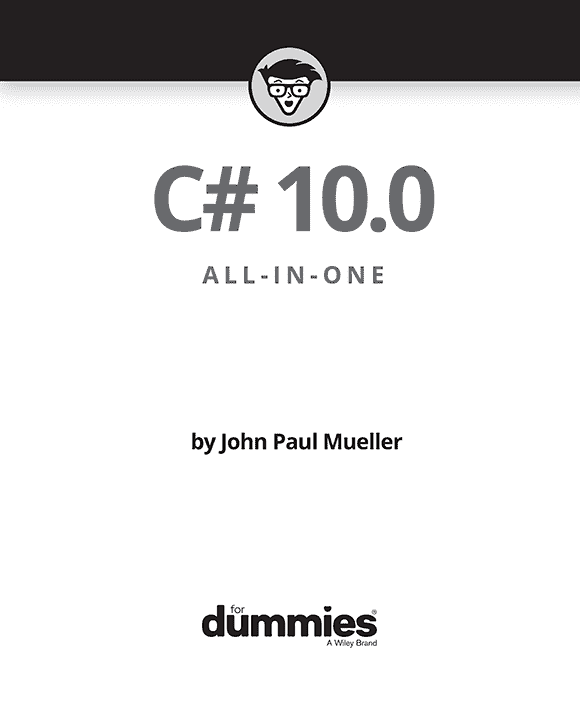 C# 10.0
ALL-IN-ONE
by John Paul Mueller
for
dummies®
A Wiley Brand